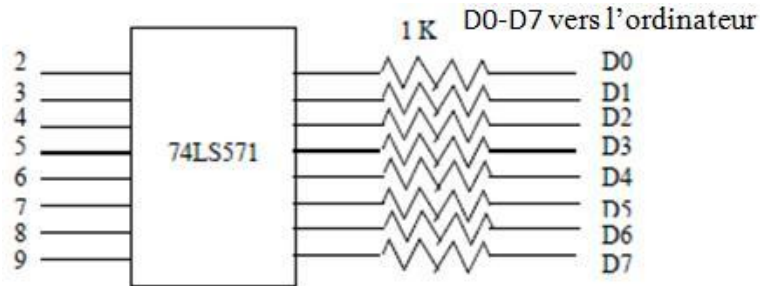 D0-D7 vers l'ordinateur
1 K
2 D0
3 D1
4 D2
5 74LS571 D3
6 D4
7 D5
8 D6
9 D7